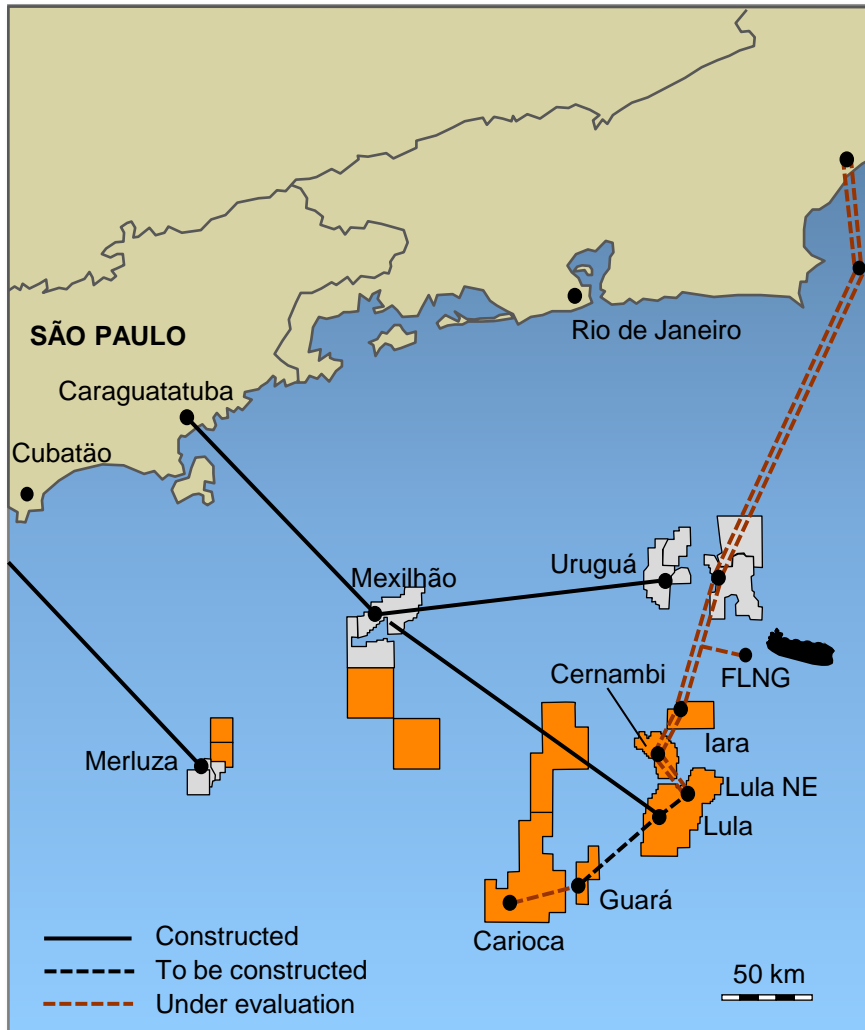 Rio de Janeiro
SÃO PAULO
Caraguatatuba
Cubatäo
Uruguá
Mexilhão
Cernambi
FLNG
Iara
Merluza
Lula NE
Lula
Guará
Carioca
Constructed
To be constructed
Under evaluation
50 km